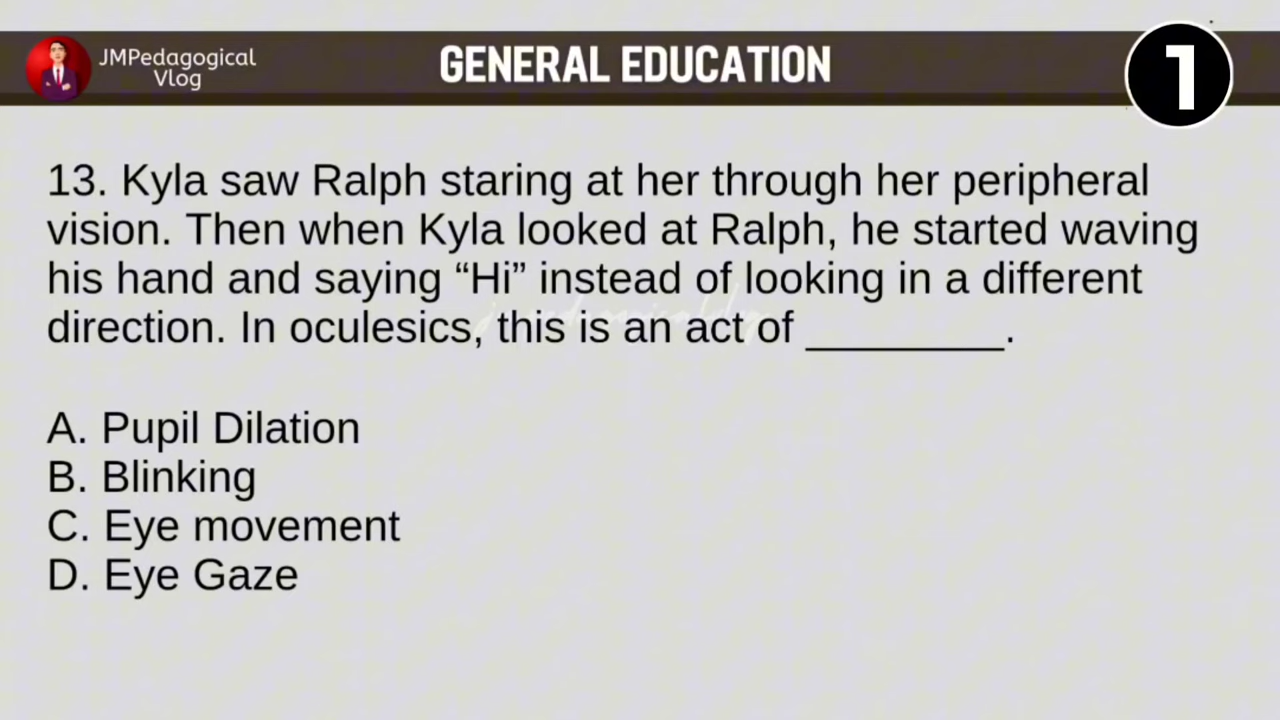 JMPedagogical
Vlog
GENERAL EDUCATION
1
13. Kyla saw Ralph staring at her through her peripheral
vision. Then when Kyla looked at Ralph, he started waving
his hand and saying “Hi” instead of looking in a different
direction. In oculesics, this is an act of ________.
A. Pupil Dilation
B. Blinking
C. Eye movement
D. Eye Gaze